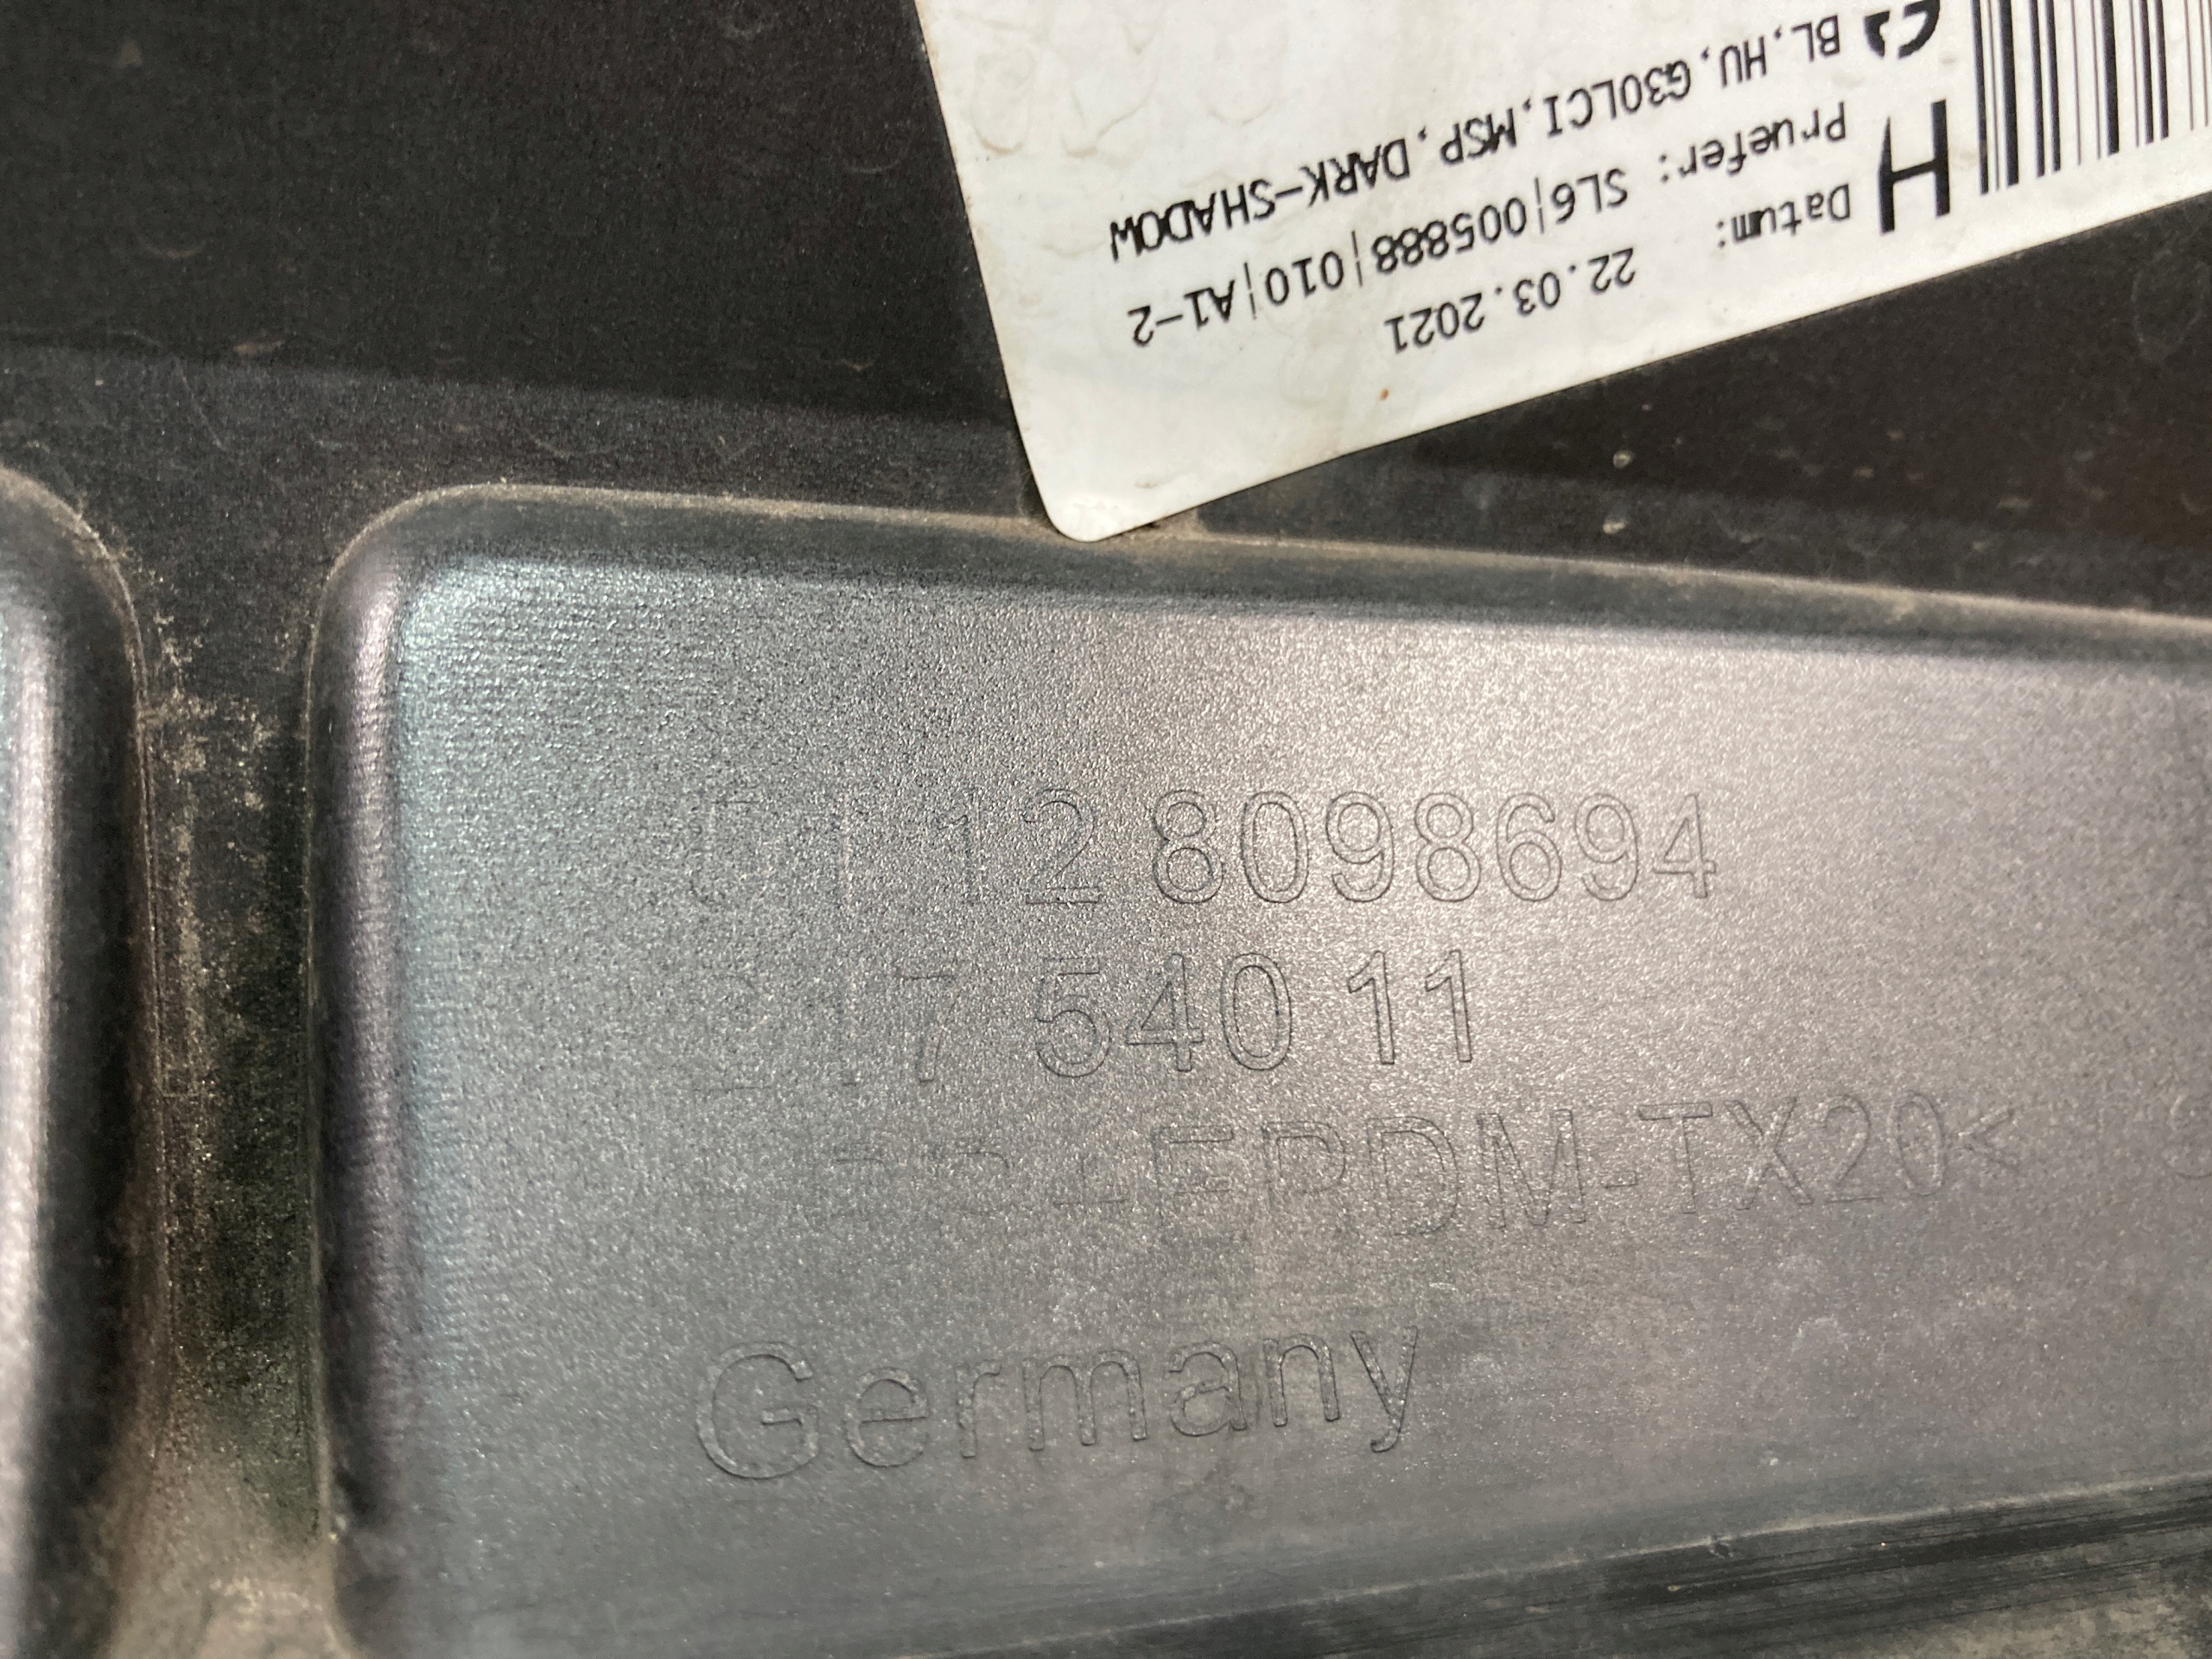 BL,HU,G30LCI,MSP,DARK-SHADOW
Pruefer: SL6|005888|010|A1-2
H Datum: 22.03.2021
51 12 8098694
540 11
EPDM-TX20<
Germany